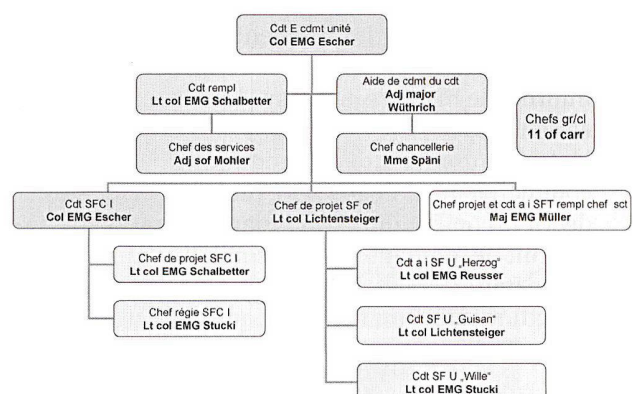 Cdt E cdmt unité
Col EMG Escher
Cdt rempl
Lt col EMG Schalbetter
Aide de cdmt du cdt
Adj major
Wüthrich
Chefs gr/cl
11 of carr
Chef des services
Adj sof Mohler
Chef chancellerie
Mme Späni
Cdt SFC I
Col EMG Escher
Chef de projet SF of
Lt col Lichtensteiger
Chef projet et cdt a i SFT rempl chef sct
Maj EMG Müller
Chef de projet SFC I
Lt col EMG Schalbetter
Chef régie SFC I
Lt col EMG Stucki
Cdt a i SF U „Herzog“
Lt col EMG Reusser
Cdt SF U „Guisan“
Lt col Lichtensteiger
Cdt SF U „Wille“
Lt col EMG Stucki